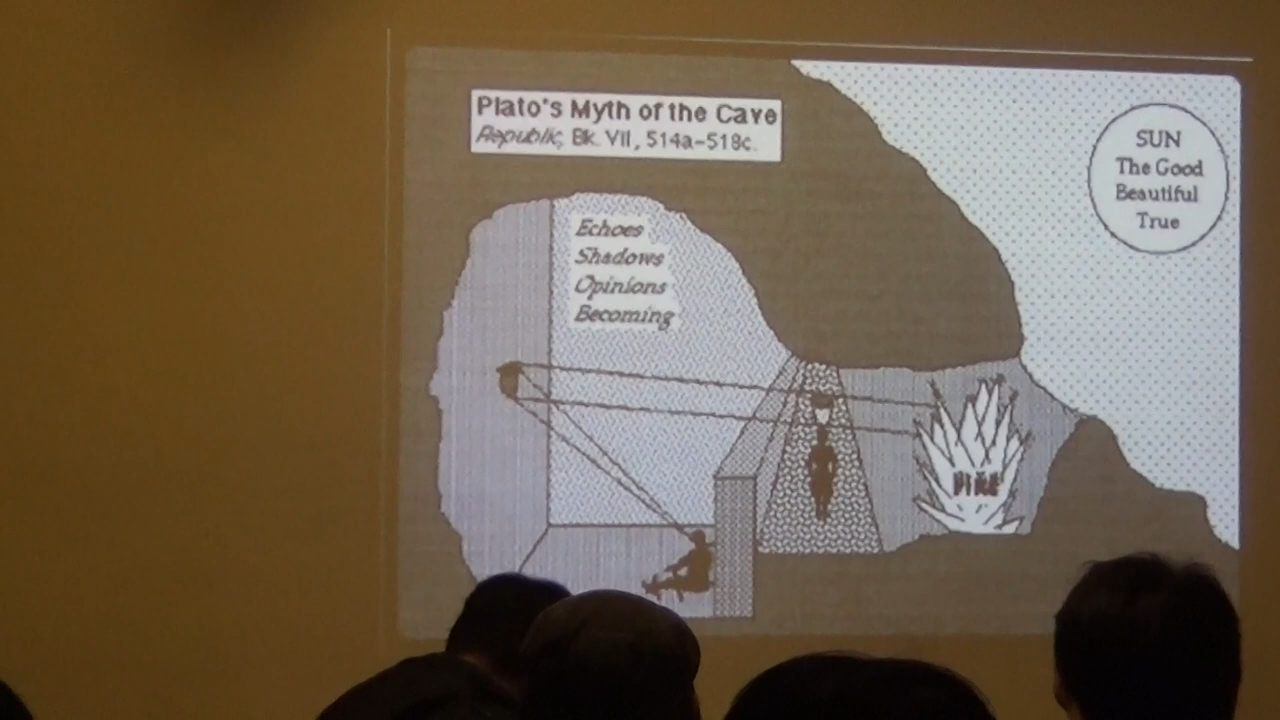 Plato's Myth of the Cave
Republic, Bk. VII, 514a-518c.
SUN
The Good
Beautiful
True
Echoes
Shadows
Opinions
Becoming
FIRE